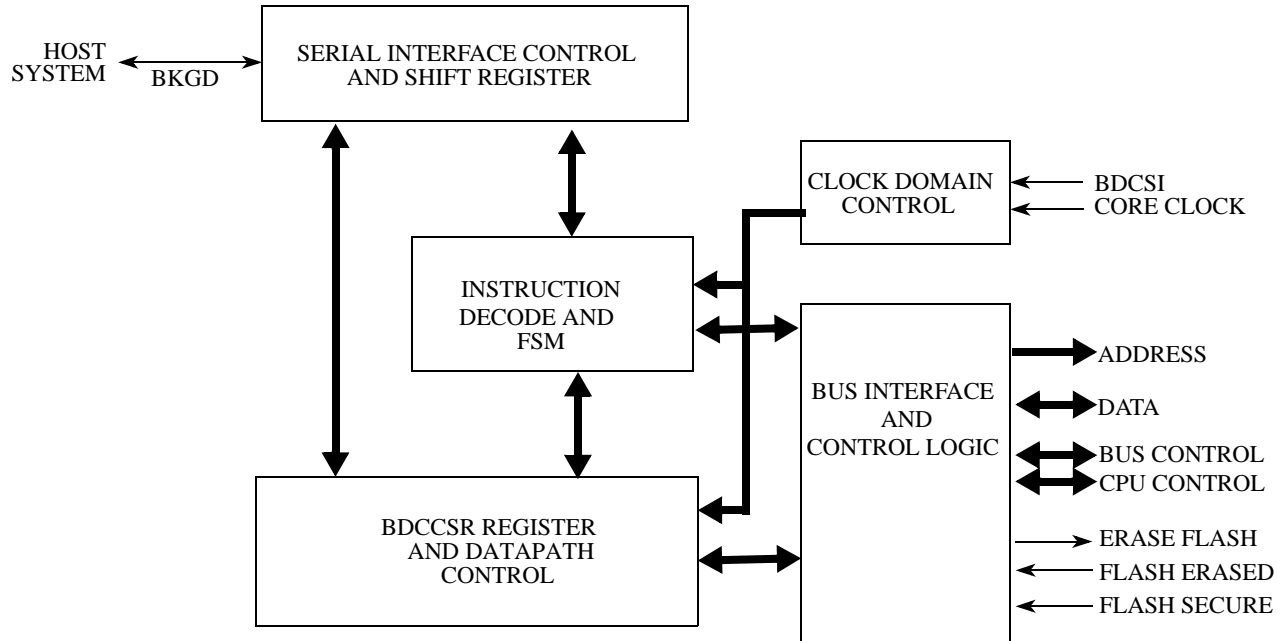 HOST
SYSTEM
BKGD
SERIAL INTERFACE CONTROL
AND SHIFT REGISTER
CLOCK DOMAIN
CONTROL
BDCSI
CORE CLOCK
INSTRUCTION
DECODE AND
FSM
BUS INTERFACE
AND
CONTROL LOGIC
ADDRESS
DATA
BUS CONTROL
CPU CONTROL
ERASE FLASH
FLASH ERASED
FLASH SECURE
BDCCSR REGISTER
AND DATAPATH
CONTROL